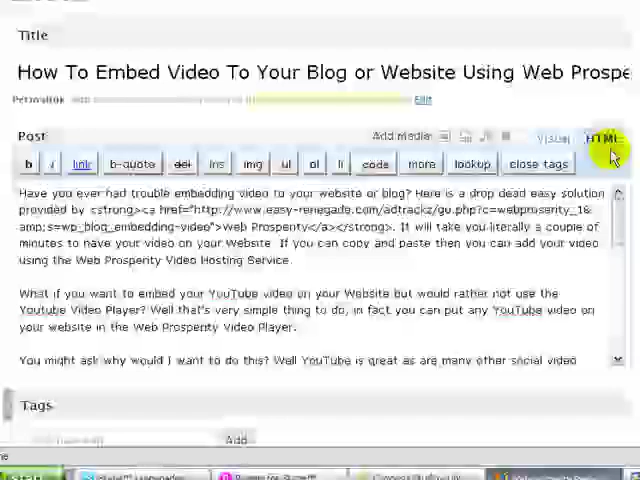 Title
How To Embed Video To Your Blog or Website Using Web Prospe
Permalink: Edit
Post Add media: Visual HTML
b i link b-quote del ins img ul ol li code more lookup close tags
Have you ever had trouble embedding video to your website or blog? Here is a drop dead easy solution
provided by <strong><a href="http://www.easy-renegade.com/adtrackz/go.php?c=webprosperity_1&
amp;s=wp_blog_embedding-video">Web Prosperity</a></strong>. It will take you literally a couple of
minutes to have your video on your Website. If you can copy and paste then you can add your video
using the Web Prosperity Video Hosting Service.
What if you want to embed your YouTube video on your Website but would rather not use the
Youtube Video Player? Well that's very simple thing to do, in fact you can put any YouTube video on
your website in the Web Prosperity Video Player.
You might ask why would I want to do this? Well YouTube is great as are many other social video
Tags
Add
start